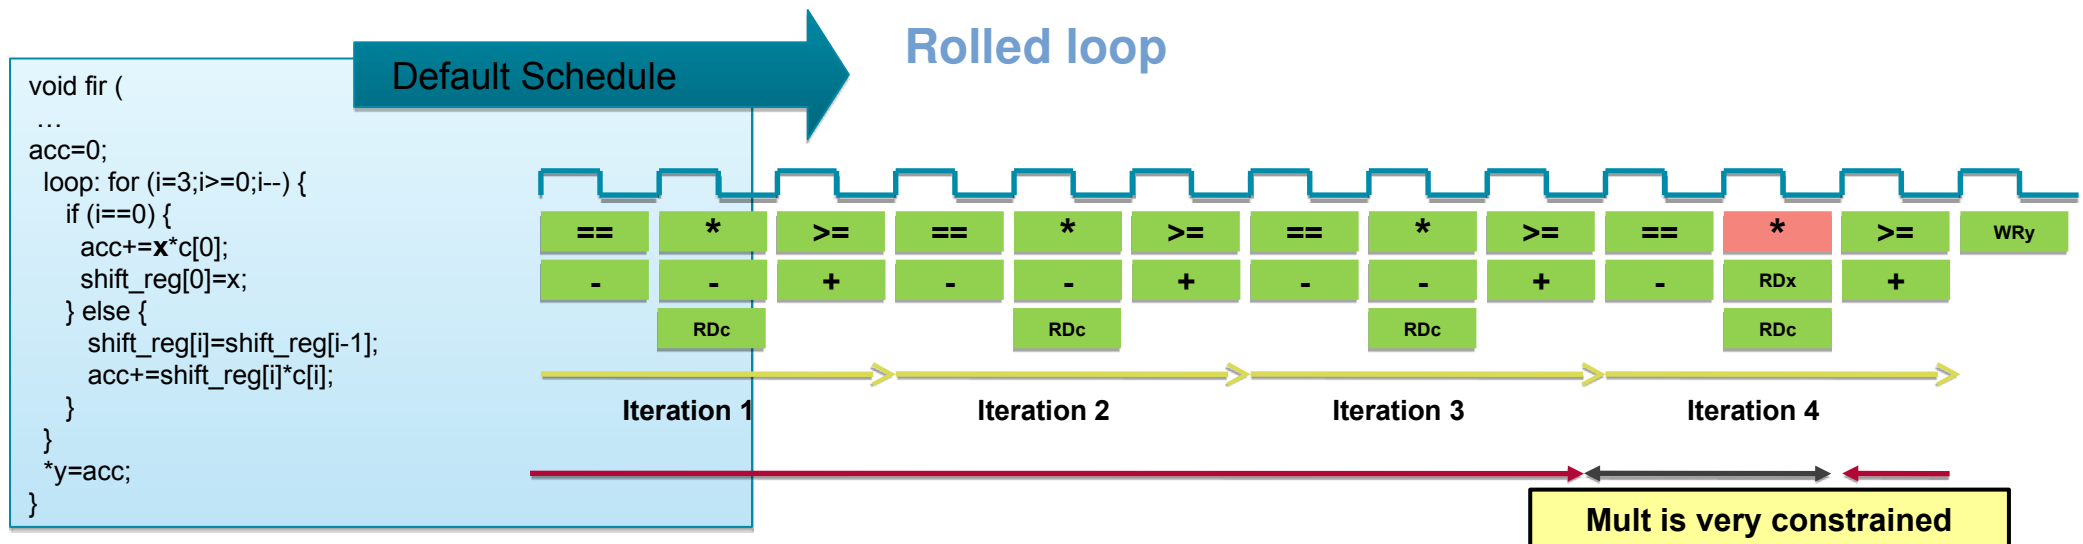 Rolled loop
Default Schedule
void fir (
…
acc=0;
loop: for (i=3;i>=0;i--) {
if (i==0) {
acc+=x*c[0];
shift_reg[0]=x;
} else {
shift_reg[i]=shift_reg[i-1];
acc+=shift_reg[i]*c[i];
}
}
*y=acc;
}
== * >= == * >= == * >= == * >= WRy
- - + - - + - - + - RDx +
RDc RDc RDc RDc
Iteration 1 Iteration 2 Iteration 3 Iteration 4
Mult is very constrained